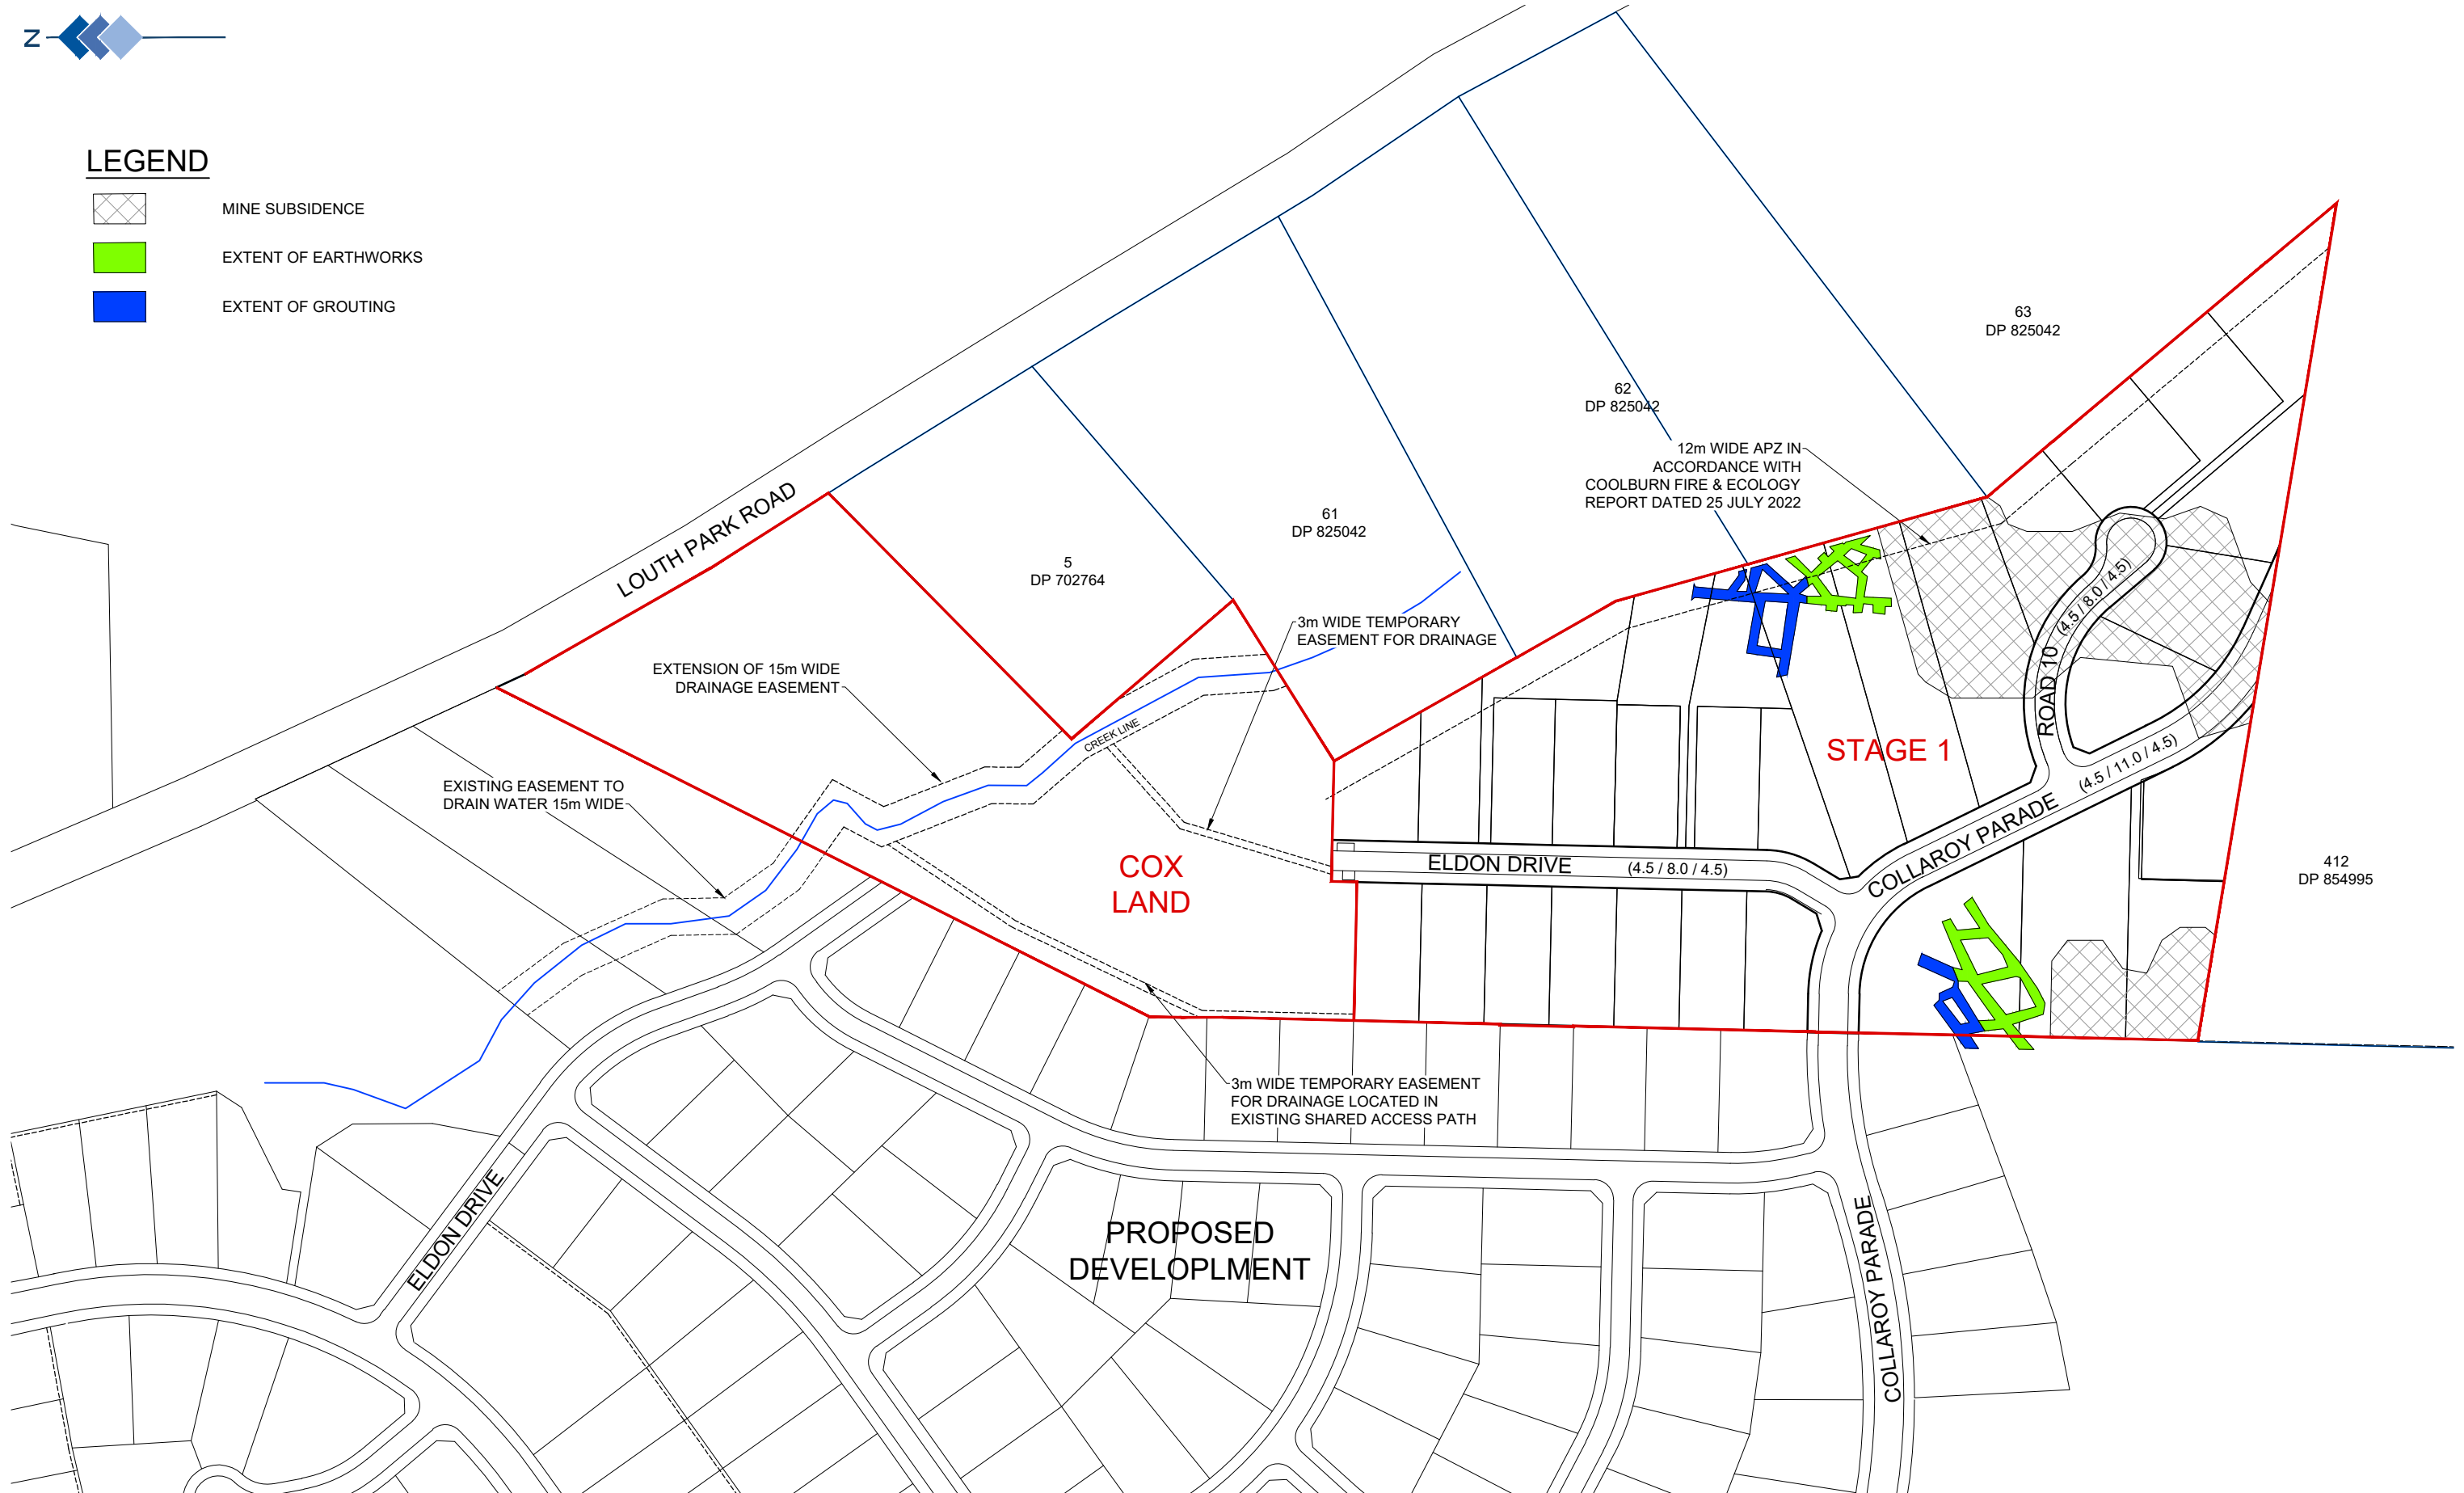 N
LEGEND
MINE SUBSIDENCE
EXTENT OF EARTHWORKS
EXTENT OF GROUTING
63
DP 825042
62
DP 825042
12m WIDE APZ IN
ACCORDANCE WITH
COOLBURN FIRE & ECOLOGY
REPORT DATED 25 JULY 2022
61
DP 825042
5
DP 702764
LOUTH PARK ROAD
3m WIDE TEMPORARY
EASEMENT FOR DRAINAGE
EXTENSION OF 15m WIDE
DRAINAGE EASEMENT
CREEK LINE
EXISTING EASEMENT TO
DRAIN WATER 15m WIDE
(4.5 / 8.0 / 4.5)
ROAD 10
STAGE 1
(4.5 / 11.0 / 4.5)
COLLAROY PARADE
COX
LAND
ELDON DRIVE
(4.5 / 8.0 / 4.5)
412
DP 854995
3m WIDE TEMPORARY EASEMENT
FOR DRAINAGE LOCATED IN
EXISTING SHARED ACCESS PATH
ELDON DRIVE
PROPOSED
DEVELOPLMENT
COLLAROY PARADE